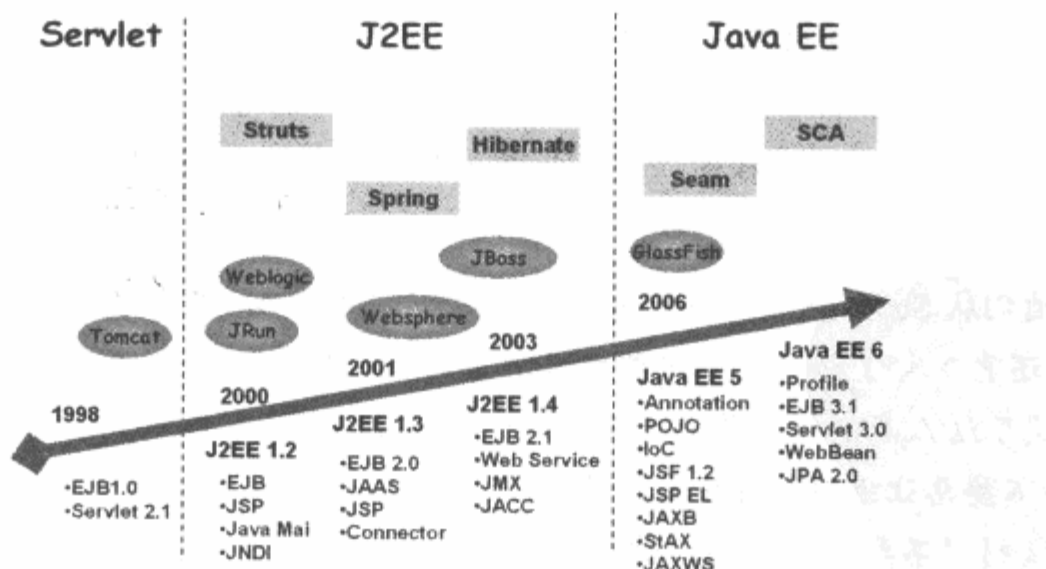 Servlet
J2EE
Java EE
Struts
Hibernate
SCA
Spring
Seam
Weblogic
JBoss
GlassFish
Tomcat
JRun
Websphere
1998
2000
2001
2003
2006
•EJB1.0
•Servlet 2.1
J2EE 1.2
•EJB
•JSP
•Java Mai
•JNDI
J2EE 1.3
•EJB 2.0
•JAAS
•JSP
•Connector
J2EE 1.4
•EJB 2.1
•Web Service
•JMX
•JACC
Java EE 5
•Annotation
•POJO
•IoC
•JSF 1.2
•JSP EL
•JAXB
•StAX
•JAXWS
Java EE 6
•Profile
•EJB 3.1
•Servlet 3.0
•WebBean
•JPA 2.0